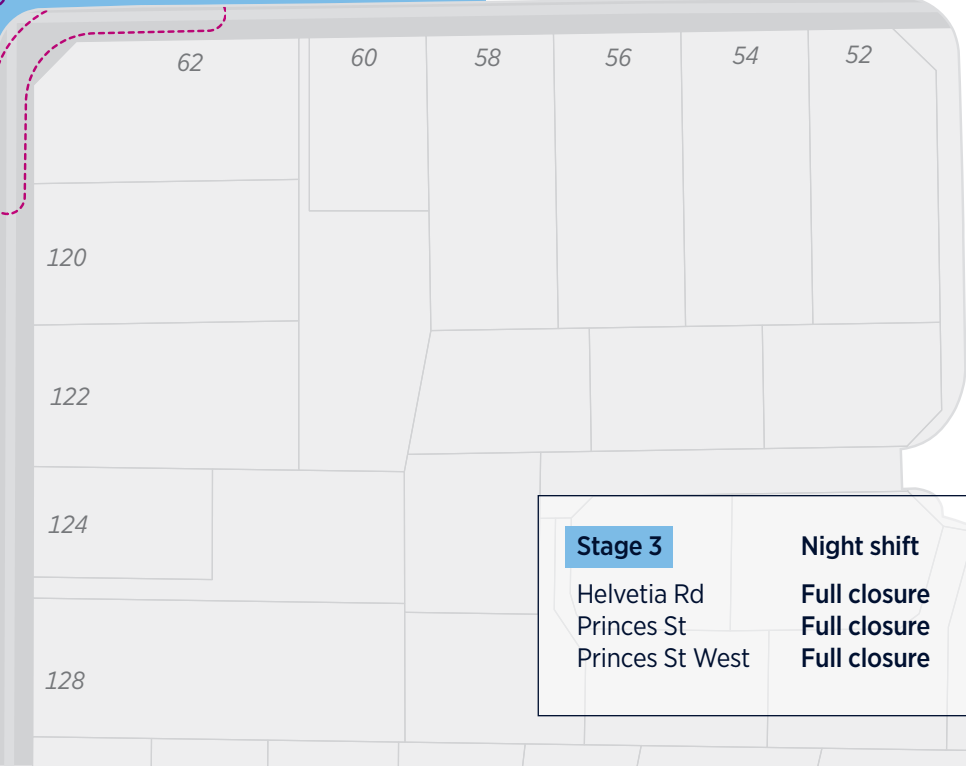 62
60
58
56
54
52
120
122
124
128
Stage 3 Night shift
Helvetia Rd Full closure
Princes St Full closure
Princes St West Full closure